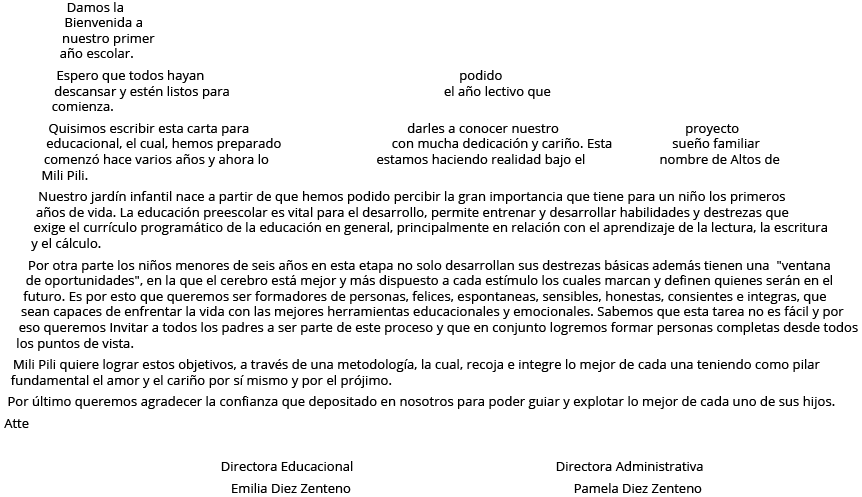 Damos la
Bienvenida a
nuestro primer
año escolar.
Espero que todos hayan podido
descansar y estén listos para el año lectivo que
comienza.
Quisimos escribir esta carta para darles a conocer nuestro proyecto
educacional, el cual, hemos preparado con mucha dedicación y cariño. Esta sueño familiar
comenzó hace varios años y ahora lo estamos haciendo realidad bajo el nombre de Altos de
Mili Pili.
Nuestro jardín infantil nace a partir de que hemos podido percibir la gran importancia que tiene para un niño los primeros
años de vida. La educación preescolar es vital para el desarrollo, permite entrenar y desarrollar habilidades y destrezas que
exige el currículo programático de la educación en general, principalmente en relación con el aprendizaje de la lectura, la escritura
y el cálculo.
Por otra parte los niños menores de seis años en esta etapa no solo desarrollan sus destrezas básicas además tienen una "ventana
de oportunidades", en la que el cerebro está mejor y más dispuesto a cada estímulo los cuales marcan y definen quienes serán en el
futuro. Es por esto que queremos ser formadores de personas, felices, espontaneas, sensibles, honestas, consientes e integras, que
sean capaces de enfrentar la vida con las mejores herramientas educacionales y emocionales. Sabemos que esta tarea no es fácil y por
eso queremos Invitar a todos los padres a ser parte de este proceso y que en conjunto logremos formar personas completas desde todos
los puntos de vista.
Mili Pili quiere lograr estos objetivos, a través de una metodología, la cual, recoja e integre lo mejor de cada una teniendo como pilar
fundamental el amor y el cariño por sí mismo y por el prójimo.
Por último queremos agradecer la confianza que depositado en nosotros para poder guiar y explotar lo mejor de cada uno de sus hijos.
Atte
Directora Educacional Directora Administrativa
Emilia Diez Zenteno Pamela Diez Zenteno